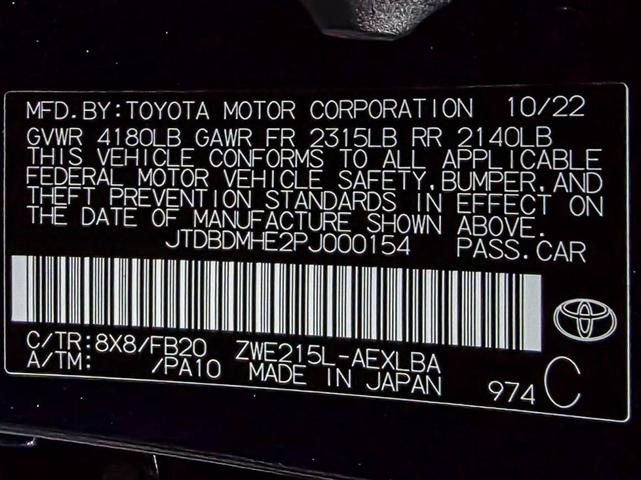 MFD.BY:TOYOTA MOTOR CORPORATION 10/22
GVWR 4180LB GAWR FR 2315LB RR 2140LB
THIS VEHICLE CONFORMS TO ALL APPLICABLE
FEDERAL MOTOR VEHICLE SAFETY,BUMPER,AND
THEFT PREVENTION STANDARDS IN EFFECT ON
THE DATE OF MANUFACTURE SHOWN ABOVE.
JTDBDMHE2PJ000154 PASS.CAR
C/TR:8X8/FB20 ZWE215L-AEXLBA
A/TM: /PA10 MADE IN JAPAN 974 C